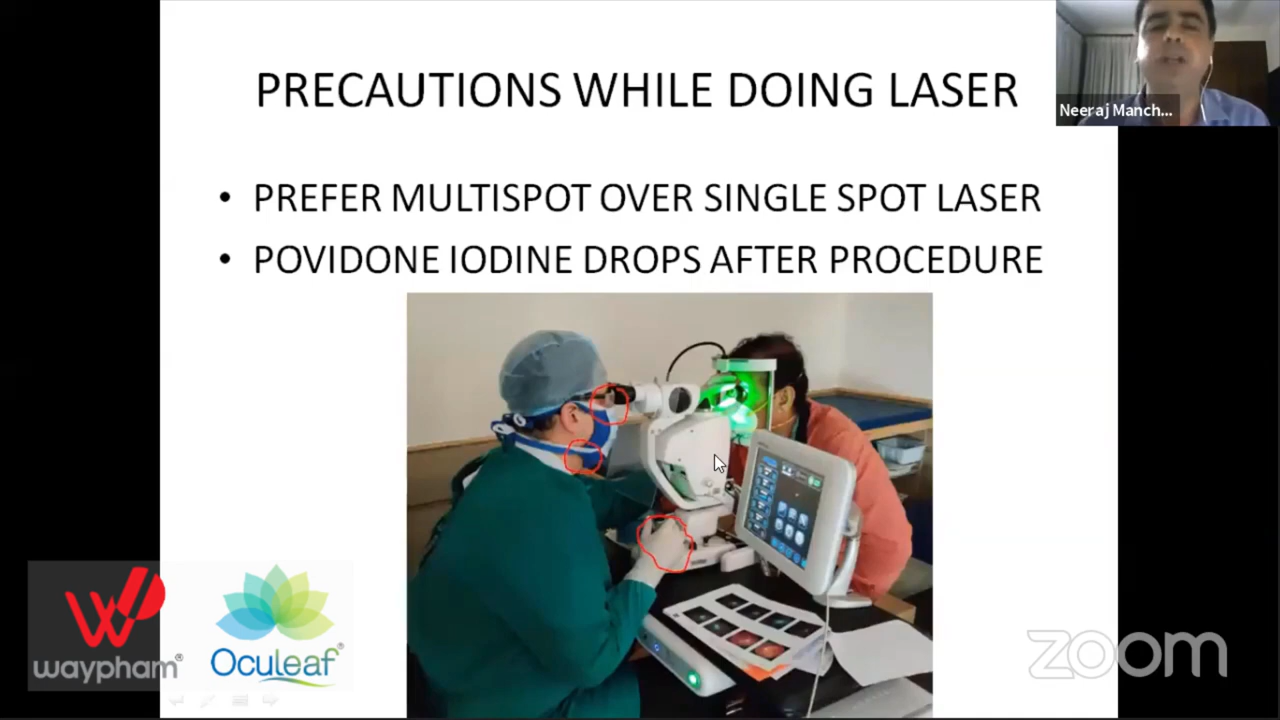 PRECAUTIONS WHILE DOING LASER
Neeraj Manch...
• PREFER MULTISPOT OVER SINGLE SPOT LASER
• POVIDONE IODINE DROPS AFTER PROCEDURE
waypham®
Oculeaf®
zoom